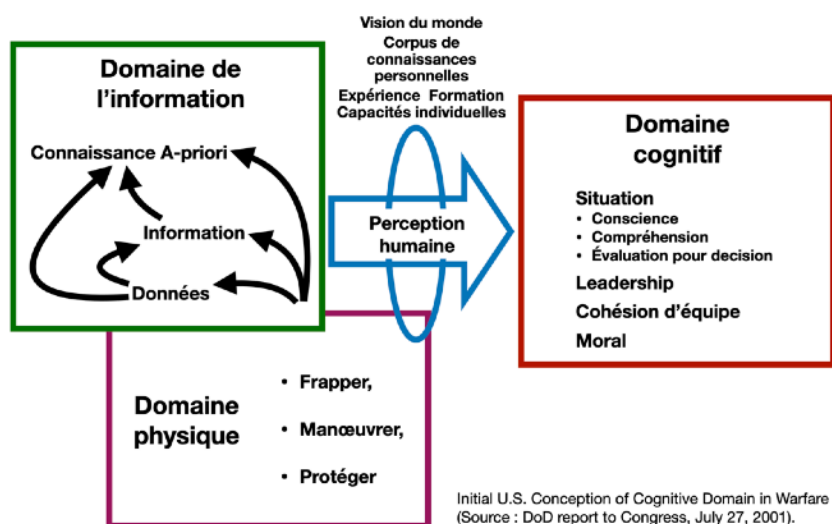 Vision du monde
Corpus de
connaissances
personnelles
Expérience Formation
Capacités individuelles
Domaine de
l'information
Connaissance A-priori
Information
Données
Perception
humaine
Domaine
cognitif
Situation
• Conscience
• Compréhension
• Évaluation pour decision
Leadership
Cohésion d'équipe
Moral
Domaine
physique
• Frapper,
• Manœuvrer,
• Protéger
Initial U.S. Conception of Cognitive Domain in Warfare
(Source : DoD report to Congress, July 27, 2001).